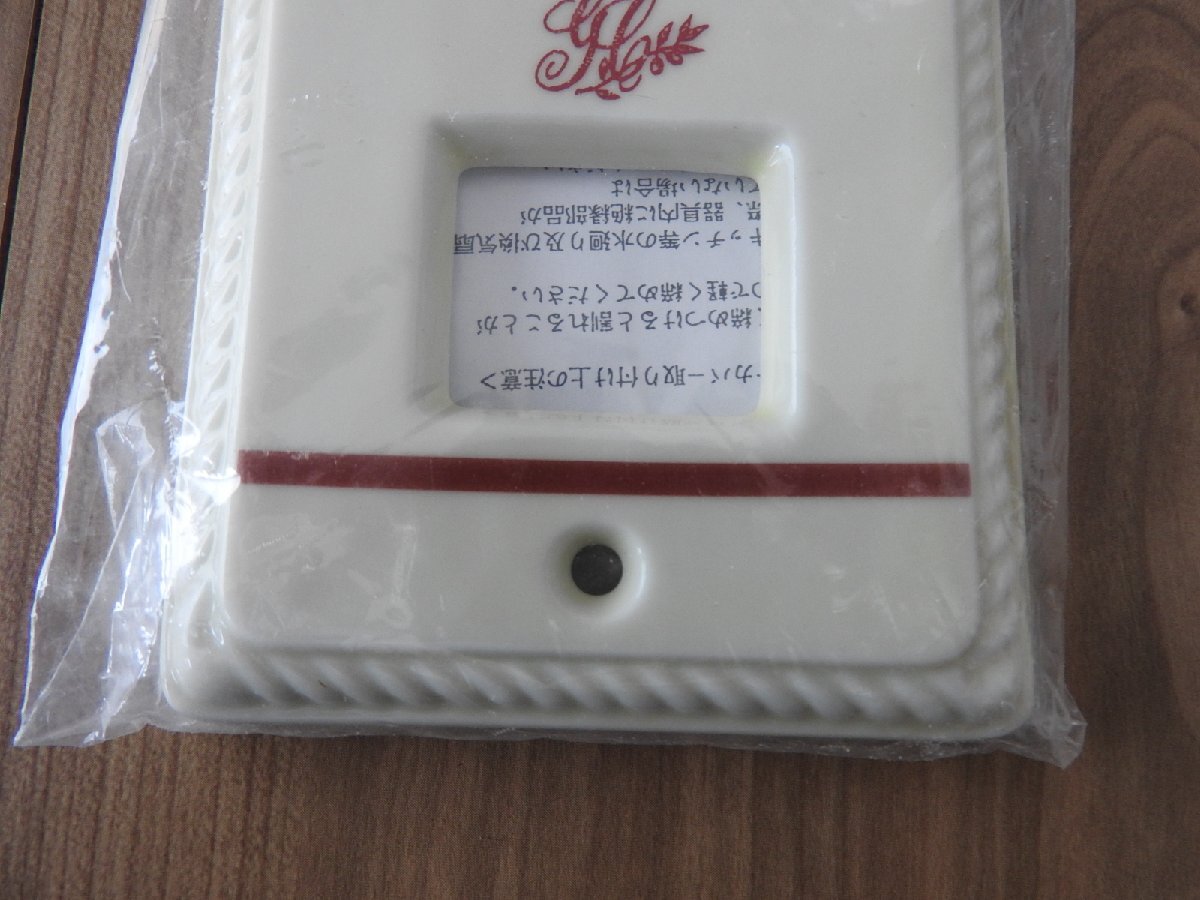 カバー取り付け上の注意>
締めつけると割れることが
ので軽く締めてください.
キッチン等の水廻り及び換気扇
際、器具内に絶縁部品が
ていない場合は